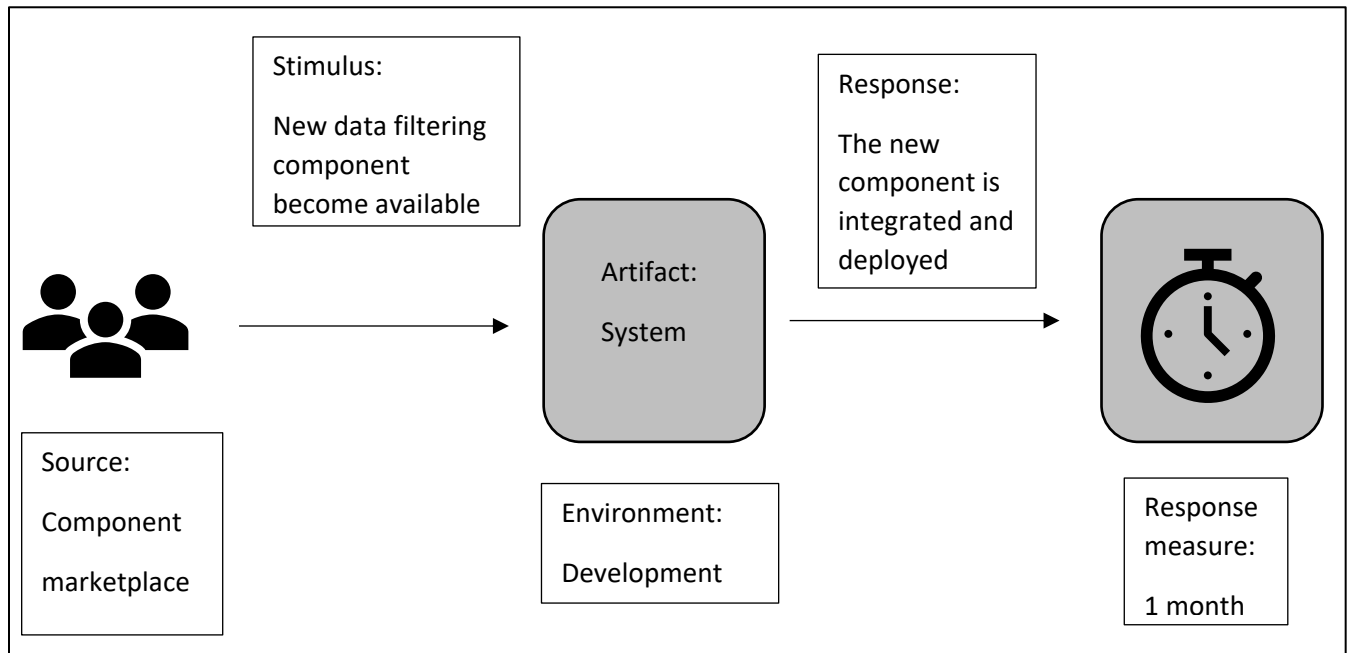 Stimulus:
New data filtering
component
become available
Response:
The new
component is
integrated and
deployed
Artifact:
System
Source:
Component
marketplace
Environment:
Development
Response
measure:
1 month